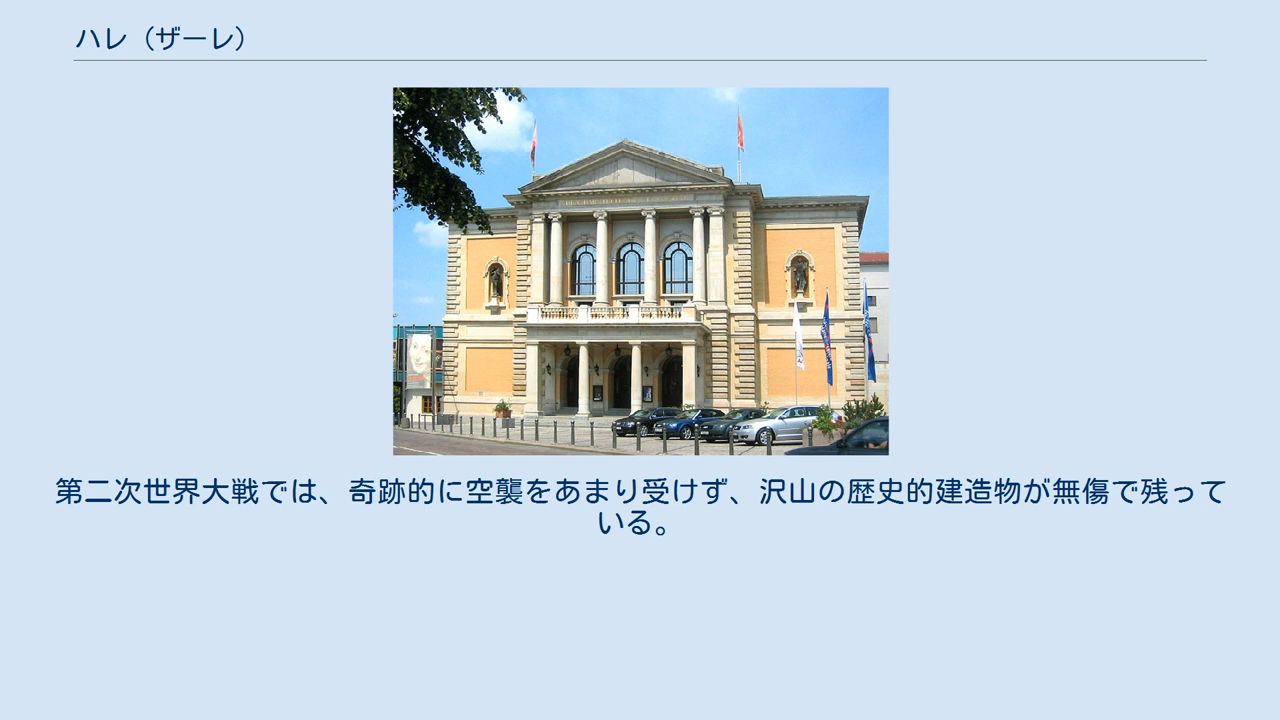 ハレ（ザーレ）
第二次世界大戦では、奇跡的に空襲をあまり受けず、沢山の歴史的建造物が無傷で残って
いる。